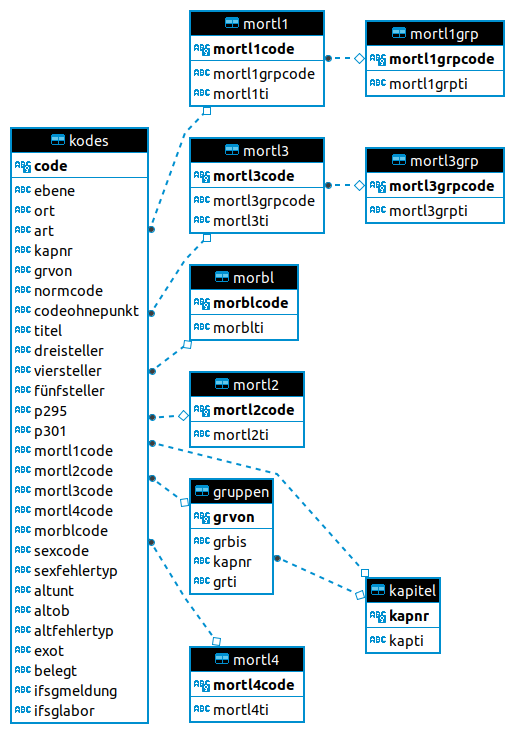 kodes
code
ebene
ort
art
kapnr
grvon
normcode
codeohnepunkt
titel
dreisteller
viersteller
fünfsteller
p295
p301
mortl1code
mortl2code
mortl3code
mortl4code
morblcode
sexcode
sexfehlertyp
altunt
altob
altfehlertyp
exot
belegt
ifsgmeldung
ifsglabor
mortl1
mortl1code
mortl1grpcode
mortl1ti
mortl1grp
mortl1grpcode
mortl1grpti
mortl3
mortl3code
mortl3grpcode
mortl3ti
mortl3grp
mortl3grpcode
mortl3grpti
morbl
morblcode
morblti
mortl2
mortl2code
mortl2ti
gruppen
grvon
grbis
kapnr
grti
kapitel
kapnr
kapti
mortl4
mortl4code
mortl4ti